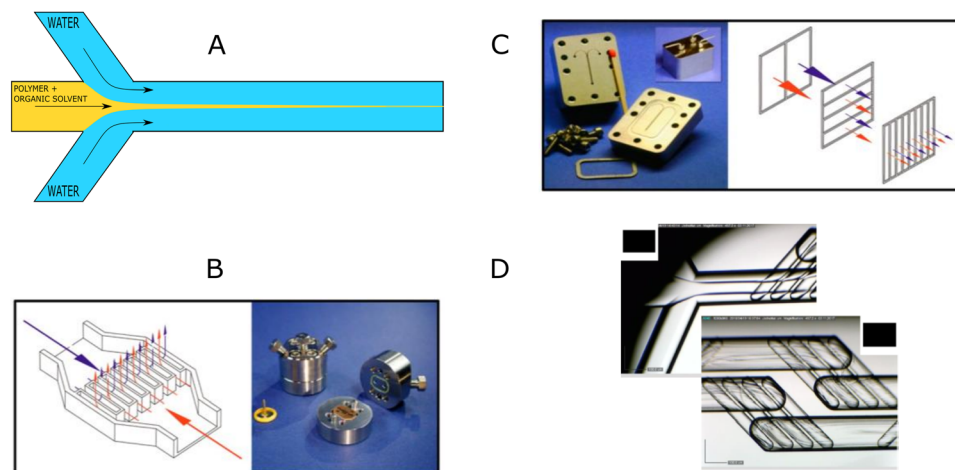 A
WATER
POLYMER +
ORGANIC SOLVENT
WATER
C
B
D